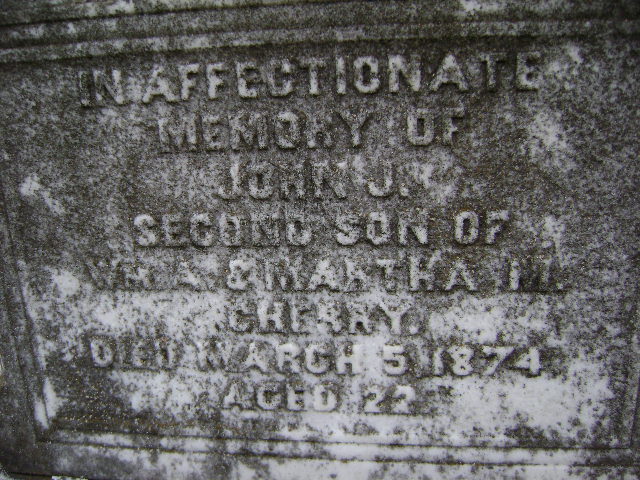 IN AFFECTIONATE
MEMORY OF
JOHN J.
SECOND SON OF
WM. A. & MARTHA M.
CHERRY.
DIED MARCH 5, 1874
AGED 22